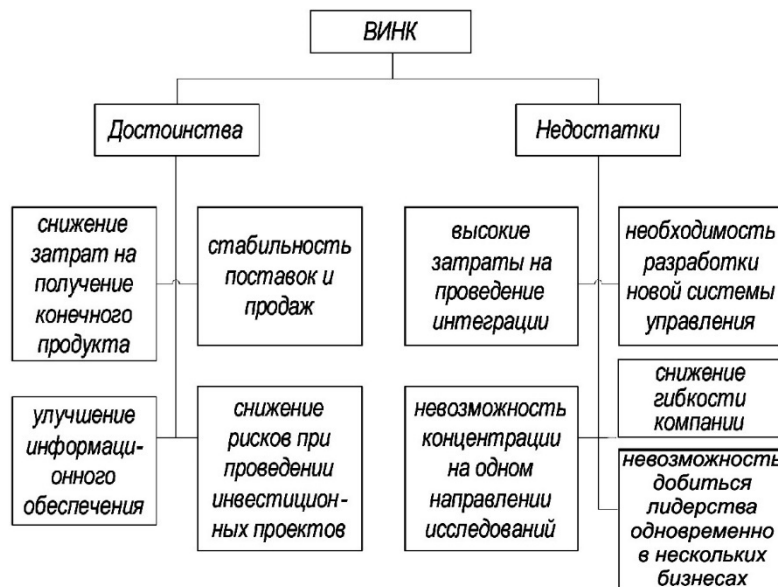 ВИНК
Достоинства
Недостатки
снижение
затрат на
получение
конечного
продукта
стабильность
поставок и
продаж
высокие
затраты на
проведение
интеграции
необходимость
разработки
новой системы
управления
улучшение
информаци-
онного
обеспечения
снижение
рисков при
проведении
инвестицион-
ных проектов
невозможность
концентрации
на одном
направлении
исследований
снижение
гибкости
компании
невозможность
добиться
лидерства
одновременно
в нескольких
бизнесах